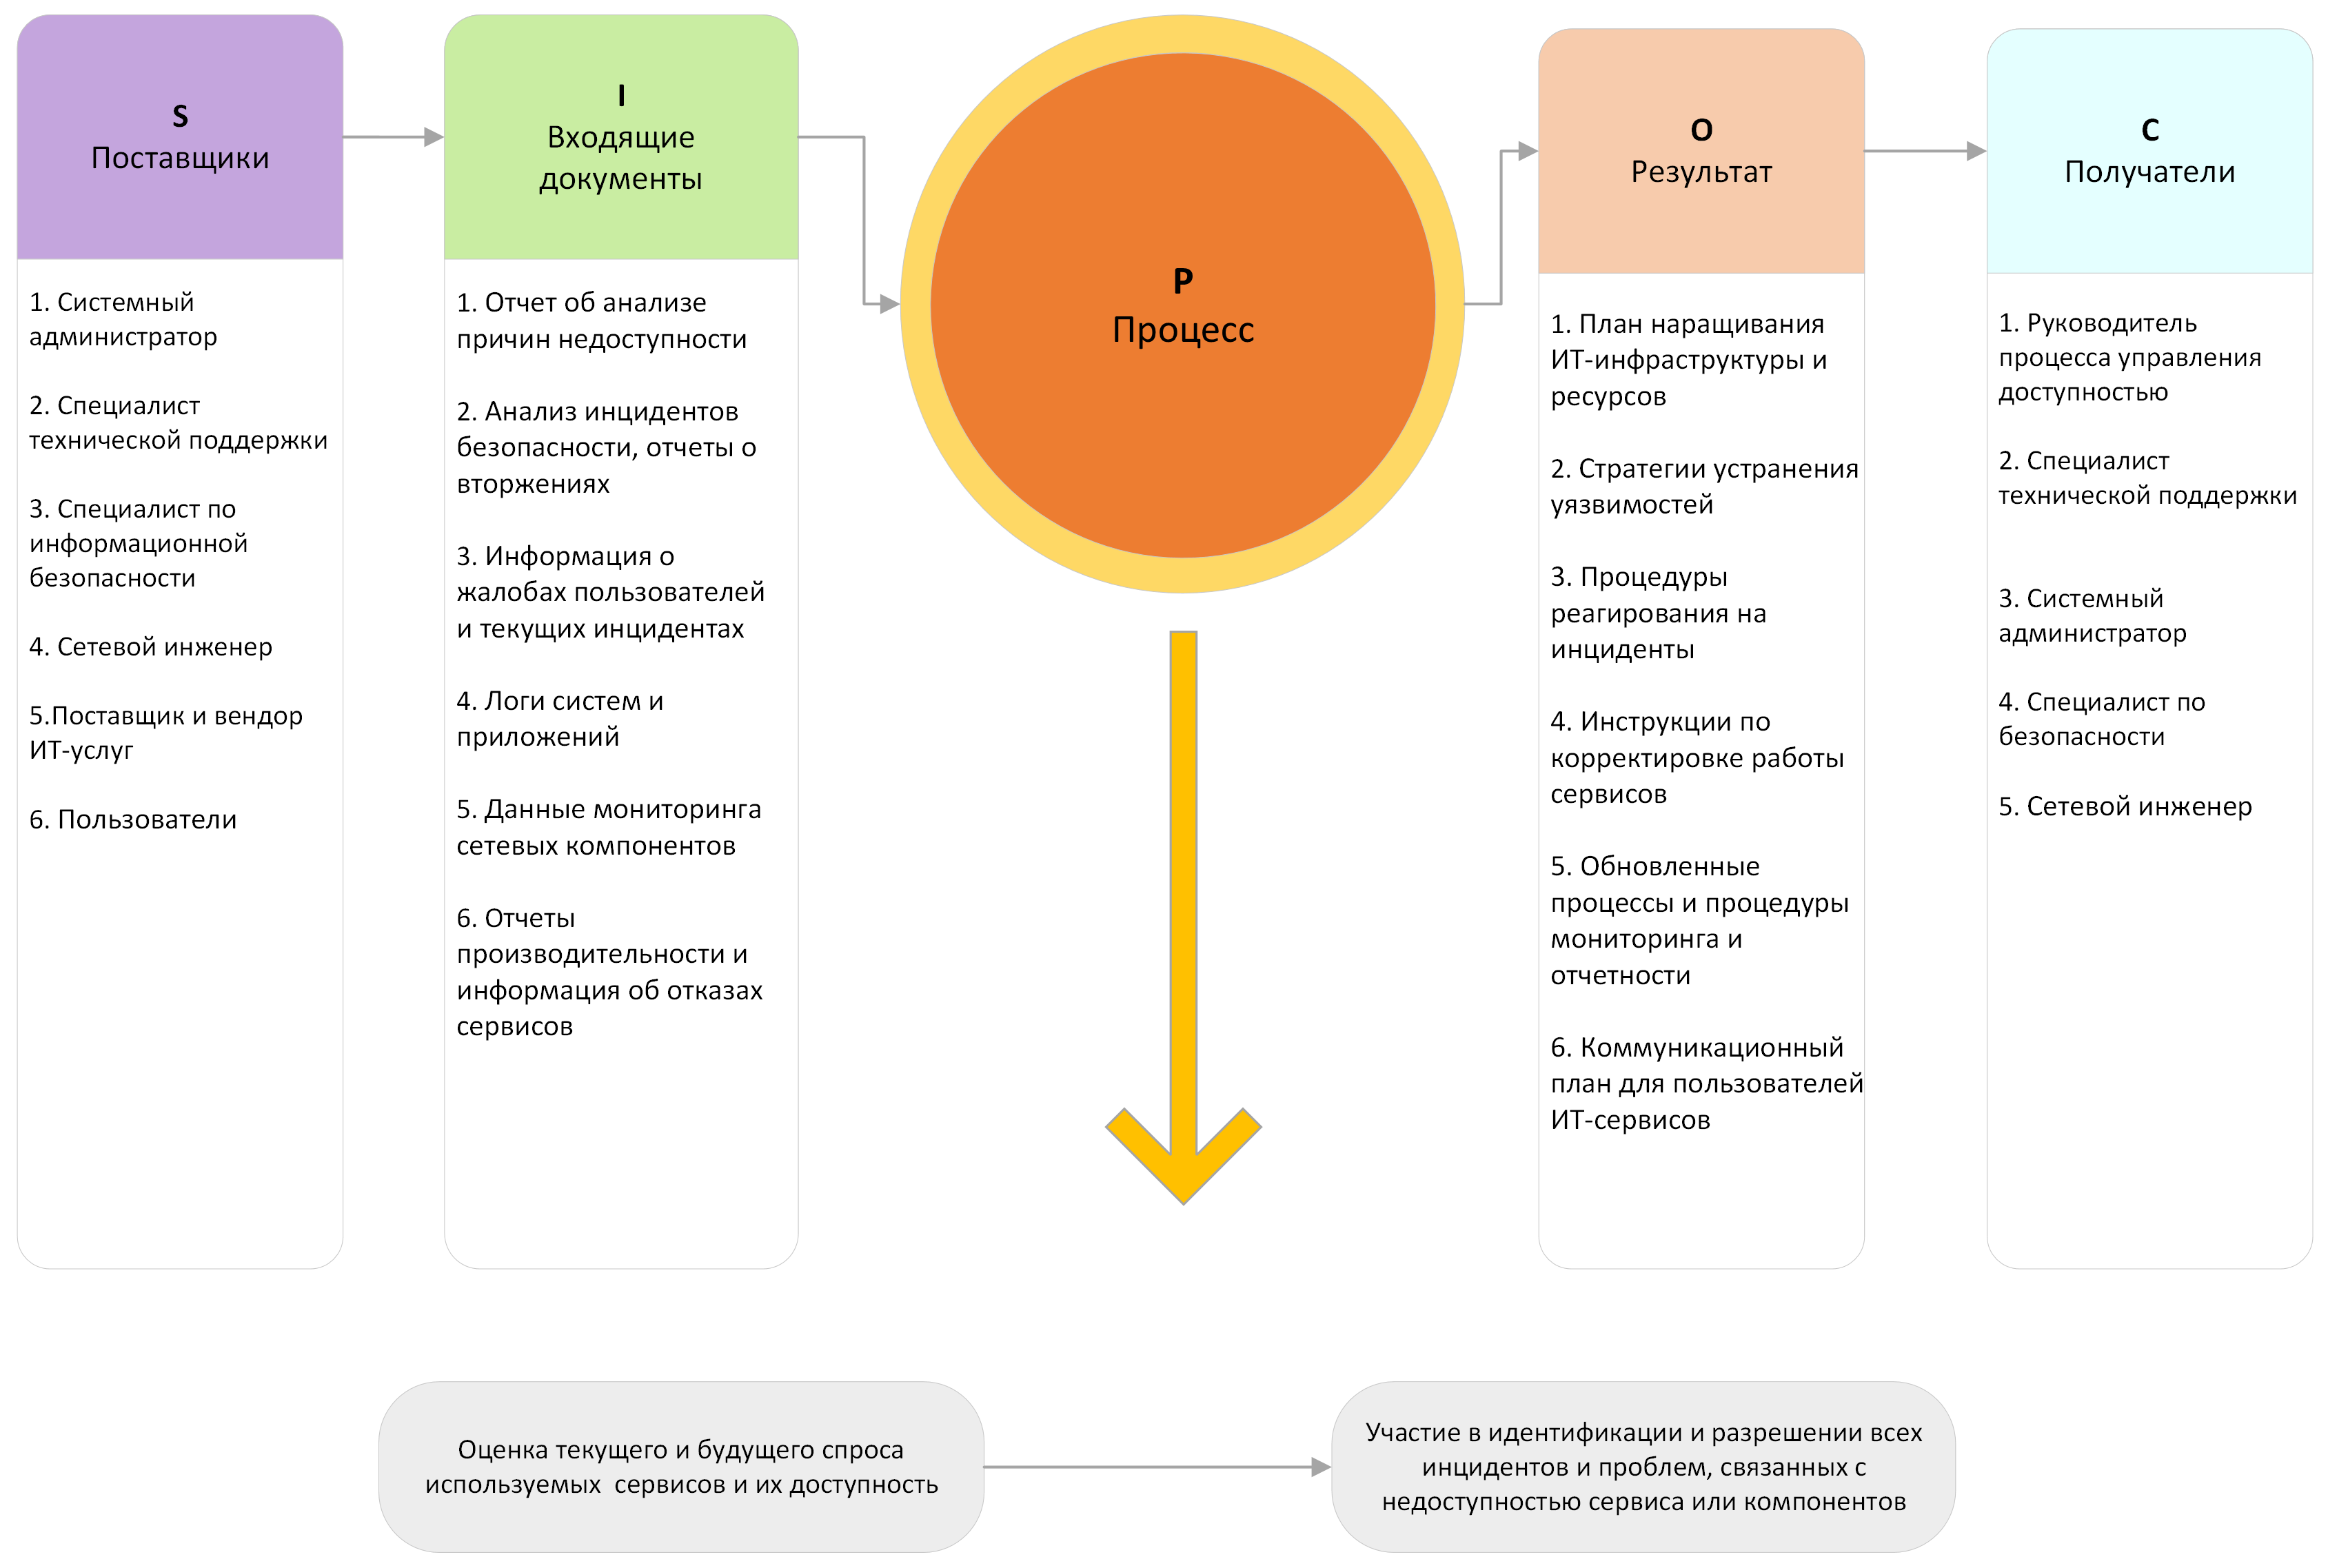 S
Поставщики
1. Системный
администратор
2. Специалист
технической поддержки
3. Специалист по
информационной
безопасности
4. Сетевой инженер
5.Поставщик и вендор
ИТ-услуг
6. Пользователи
I
Входящие
документы
1. Отчет об анализе
причин недоступности
2. Анализ инцидентов
безопасности, отчеты о
вторжениях
3. Информация о
жалобах пользователей
и текущих инцидентах
4. Логи систем и
приложений
5. Данные мониторинга
сетевых компонентов
6. Отчеты
производительности и
информация об отказах
сервисов
P
Процесс
O
Результат
1. План наращивания
ИТ-инфраструктуры и
ресурсов
2. Стратегии устранения
уязвимостей
3. Процедуры
реагирования на
инциденты
4. Инструкции по
корректировке работы
сервисов
5. Обновленные
процессы и процедуры
мониторинга и
отчетности
6. Коммуникационный
план для пользователей
ИТ-сервисов
C
Получатели
1. Руководитель
процесса управления
доступностью
2. Специалист
технической поддержки
3. Системный
администратор
4. Специалист по
безопасности
5. Сетевой инженер
Оценка текущего и будущего спроса
используемых  сервисов и их доступность
Участие в идентификации и разрешении всех
инцидентов и проблем, связанных с
недоступностью сервиса или компонентов